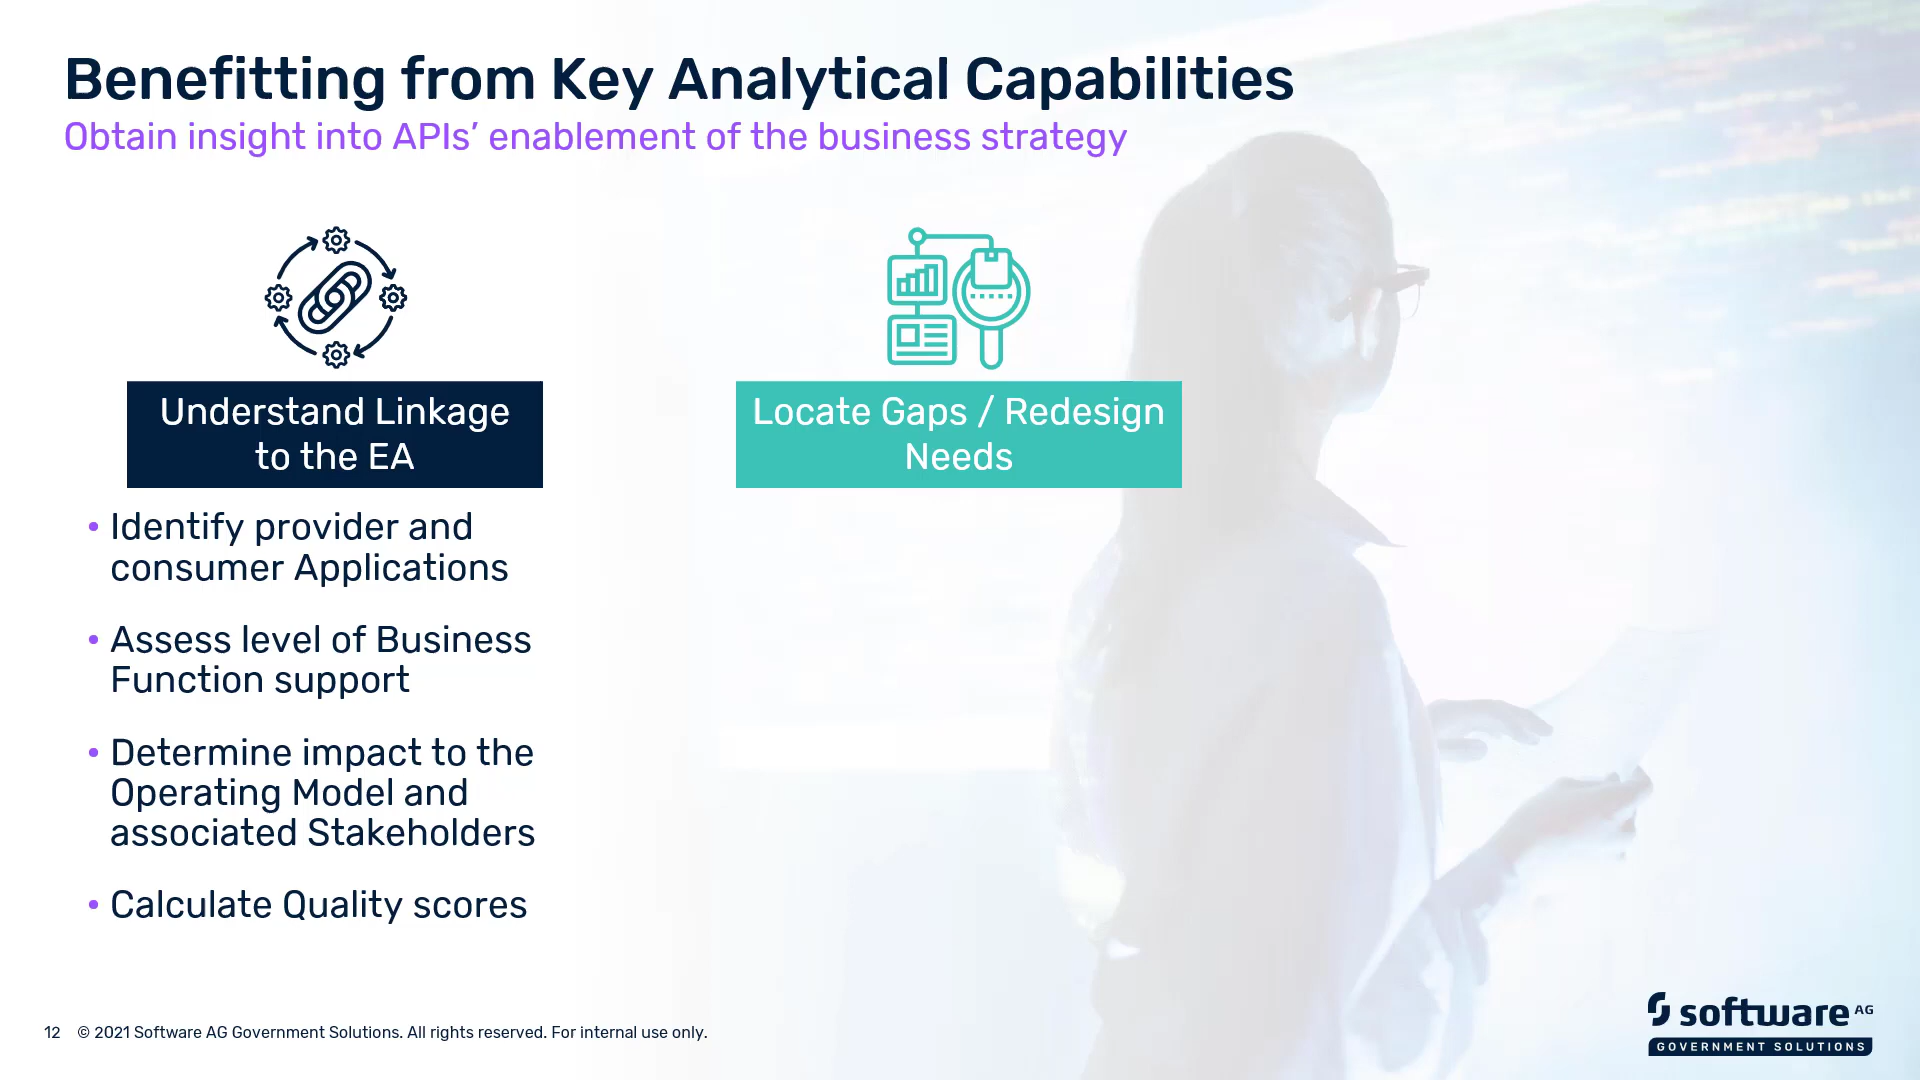 Benefitting from Key Analytical Capabilities
Obtain insight into APIs’ enablement of the business strategy
Understand Linkage
to the EA
• Identify provider and
consumer Applications
• Assess level of Business
Function support
• Determine impact to the
Operating Model and
associated Stakeholders
• Calculate Quality scores
Locate Gaps / Redesign
Needs
12 © 2021 Software AG Government Solutions. All rights reserved. For internal use only.
software AG
GOVERNMENT SOLUTIONS